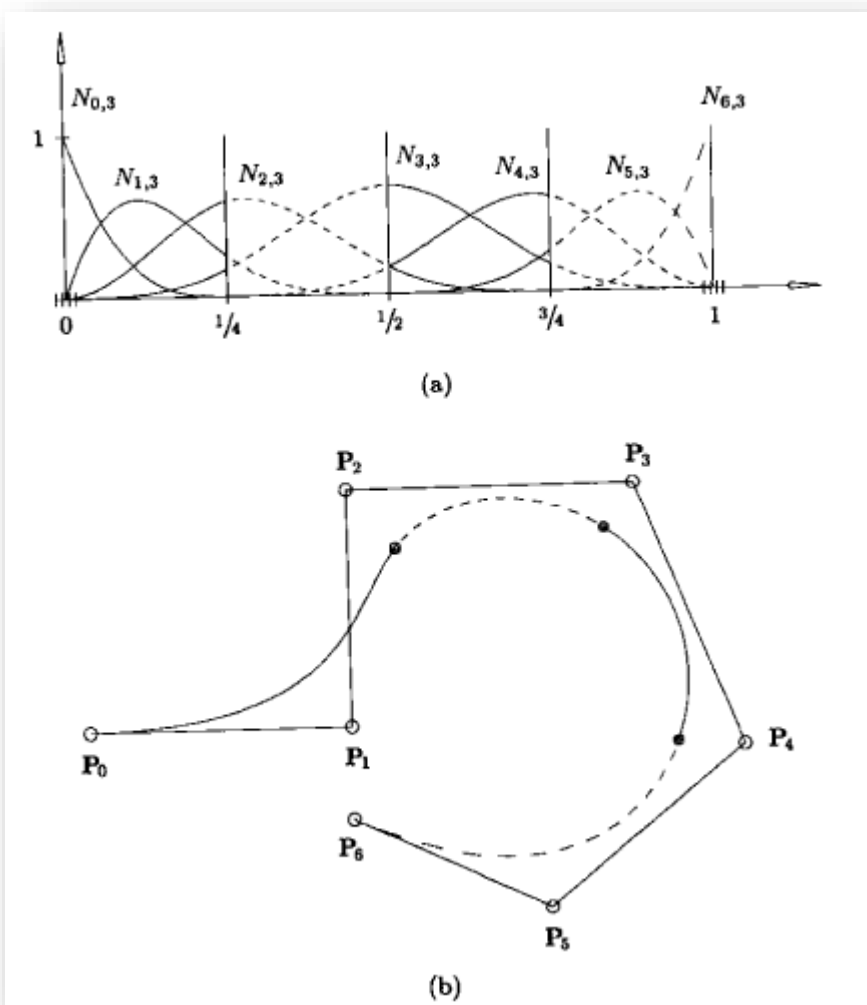 N0,3
N6,3
1
N1,3
N2,3
N3,3
N4,3
N5,3
0
1/4
1/2
3/4
1
(a)
P2
P3
P0
P1
P4
P6
P5
(b)